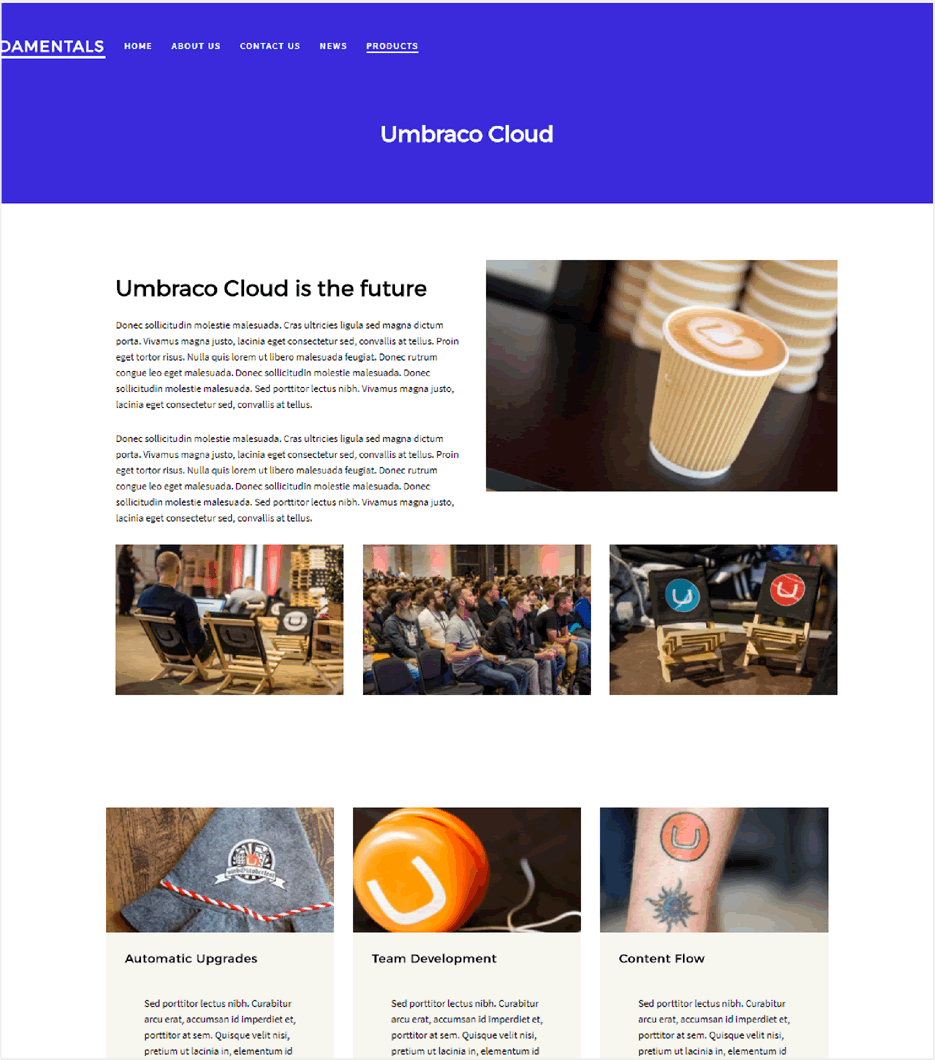 DAMENTALS HOME ABOUT US CONTACT US NEWS PRODUCTS
Umbraco Cloud
Umbraco Cloud is the future
Donec sollicitudin molestie malesuada. Cras ultricies ligula sed magna dictum
porta. Vivamus magna justo, lacinia eget consectetur sed, convallis at tellus. Proin
eget tortor risus. Nulla quis lorem ut libero malesuada feugiat. Donec rutrum
congue leo eget malesuada. Donec sollicitudin molestie malesuada. Donec
sollicitudin molestie malesuada. Sed porttitor lectus nibh. Vivamus magna justo,
lacinia eget consectetur sed, convallis at tellus.
Donec sollicitudin molestie malesuada. Cras ultricies ligula sed magna dictum
porta. Vivamus magna justo, lacinia eget consectetur sed, convallis at tellus. Proin
eget tortor risus. Nulla quis lorem ut libero malesuada feugiat. Donec rutrum
congue leo eget malesuada. Donec sollicitudin molestie malesuada. Donec
sollicitudin molestie malesuada. Sed porttitor lectus nibh. Vivamus magna justo,
lacinia eget consectetur sed, convallis at tellus.
Automatic Upgrades
Sed porttitor lectus nibh. Curabitur
arcu erat, accumsan id imperdiet et,
porttitor at sem. Quisque velit nisi,
pretium ut lacinia in, elementum id
Team Development
Sed porttitor lectus nibh. Curabitur
arcu erat, accumsan id imperdiet et,
porttitor at sem. Quisque velit nisi,
pretium ut lacinia in, elementum id
Content Flow
Sed porttitor lectus nibh. Curabitur
arcu erat, accumsan id imperdiet et,
porttitor at sem. Quisque velit nisi,
pretium ut lacinia in, elementum id